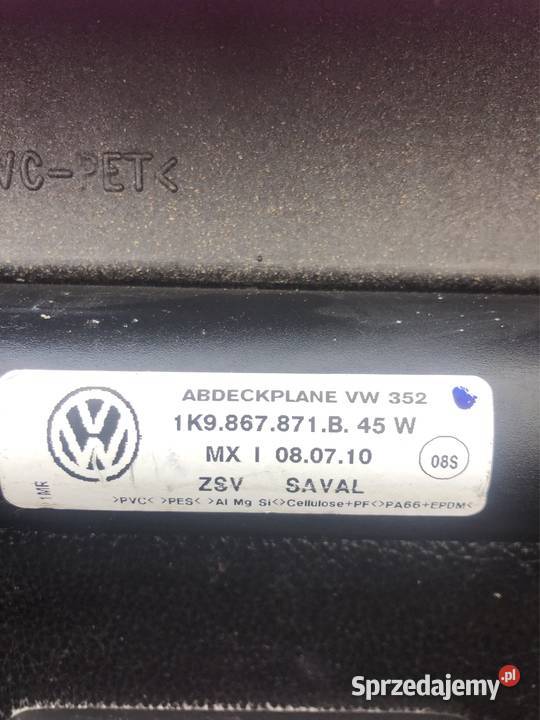 VC-PET<
ABDECKPLANE VW 352
1K9.867.871.B. 45 W
MX I 08.07.10
08S
ZSV SAVAL
1MR
>PVC< >PES< >Al Mg Si<>Cellulose+PF<>PA66+EPDM<
Sprzedajemy.pl